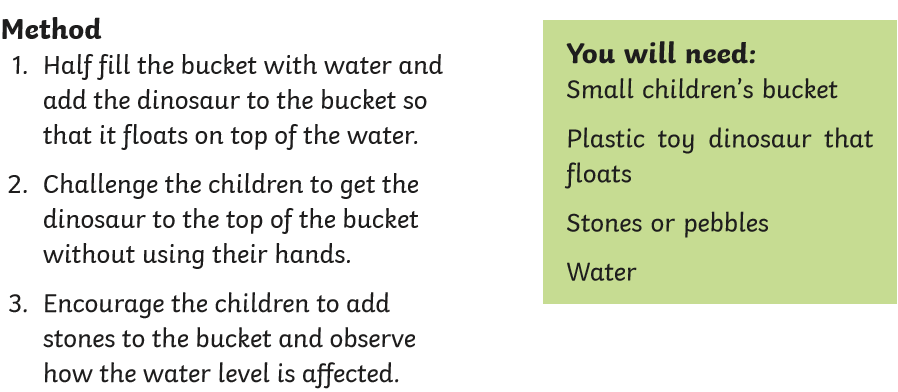 Method
1. Half fill the bucket with water and
add the dinosaur to the bucket so
that it floats on top of the water.
2. Challenge the children to get the
dinosaur to the top of the bucket
without using their hands.
3. Encourage the children to add
stones to the bucket and observe
how the water level is affected.
You will need:
Small children's bucket
Plastic toy dinosaur that
floats
Stones or pebbles
Water